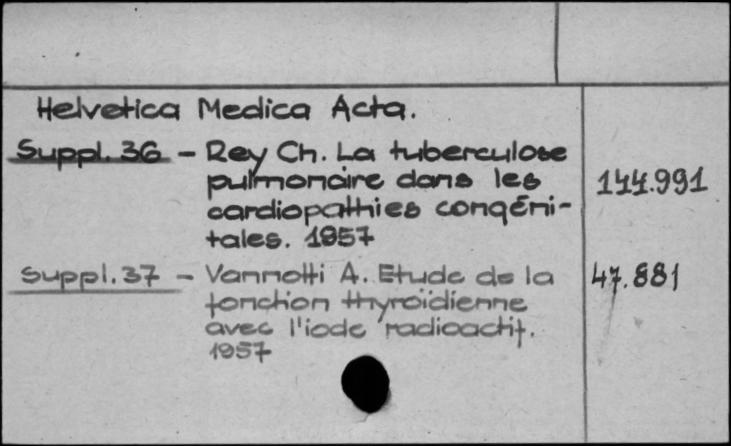 Helvetica Medica Acta.
Suppl. 36 - Rey Ch. La tuberculose
pulmonaire dans les
cardiopathies congéni-
tales. 1957
144.991
Suppl. 37 - Vannotti A. Etude de la
fonction thyroïdienne
avec l'iode radioactif.
1957
47.881